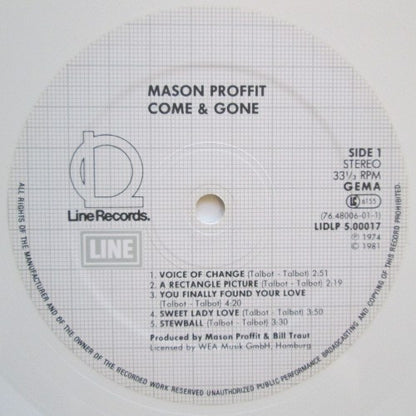 MASON PROFFIT
COME & GONE
SIDE 1
STEREO
33⅓ RPM
GEMA
LC 6155
(76.48006-01-1)
LIDLP 5.00017
Ⓟ 1974
© 1981
Line Records.
LINE
1. VOICE OF CHANGE (Talbot - Talbot) 2:51
2. A RECTANGLE PICTURE (Talbot - Talbot) 2:19
3. YOU FINALLY FOUND YOUR LOVE
(Talbot - Talbot) 4:20
4. SWEET LADY LOVE (Talbot - Talbot) 3:50
5. STEWBALL (Talbot - Talbot) 3:30
Produced by Mason Proffit & Bill Traut
Licensed by WEA Musik GmbH, Hamburg
ALL RIGHTS OF THE MANUFACTURER AND OF THE OWNER OF THE RECORDED WORK RESERVED UNAUTHORIZED PUBLIC PERFORMANCE BROADCASTING AND COPYING OF THIS RECORD PROHIBITED.